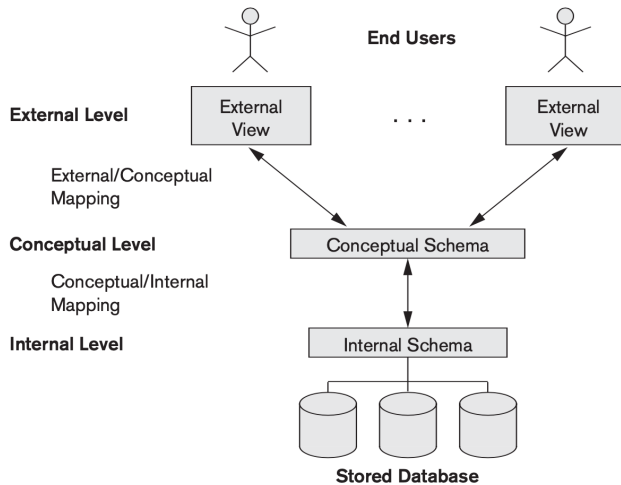 End Users
External Level
External
View
. . .
External
View
External/Conceptual
Mapping
Conceptual Level
Conceptual Schema
Conceptual/Internal
Mapping
Internal Level
Internal Schema
Stored Database